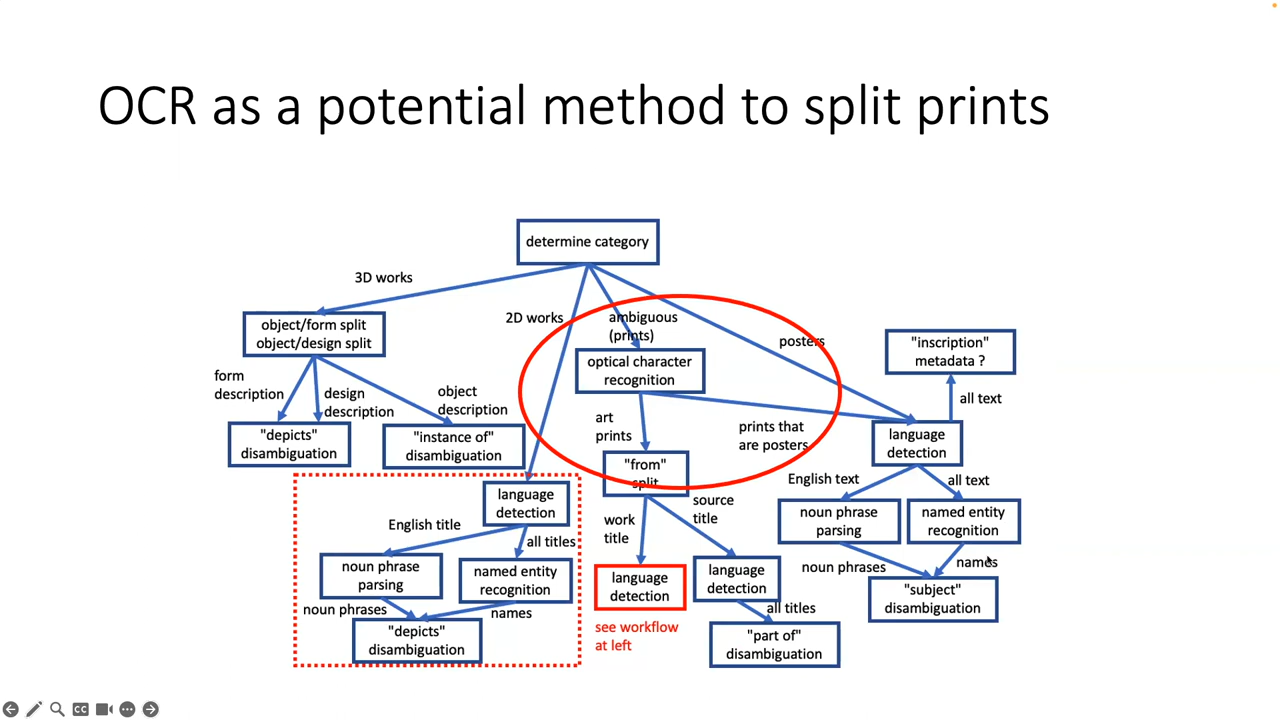 OCR as a potential method to split prints
determine category
3D works
2D works
ambiguous
(prints)
posters
object/form split
object/design split
optical character
recognition
"inscription"
metadata ?
form
description
design
description
object
description
art
prints
prints that
are posters
all text
"depicts"
disambiguation
"instance of"
disambiguation
"from"
split
language
detection
English text
all text
language
detection
English title
all titles
work
title
source
title
noun phrase
parsing
named entity
recognition
noun phrase
parsing
named entity
recognition
language
detection
language
detection
noun phrases
names
noun phrases
names
"depicts"
disambiguation
see workflow
at left
all titles
"part of"
disambiguation
"subject"
disambiguation
CC